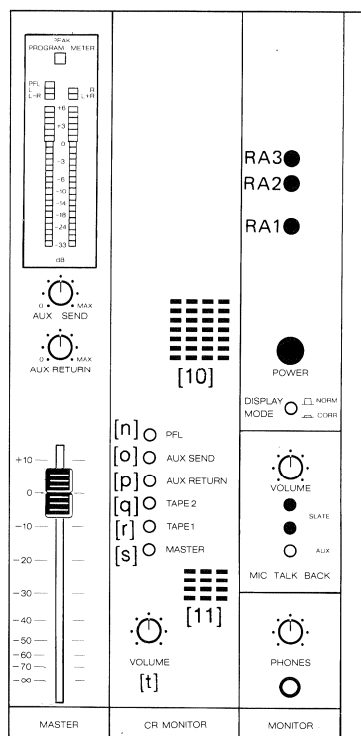 PEAK
PROGRAM METER
PFL
L R
L-R L+R
+6
+3
0
-3
-6
-10
-14
-18
-24
-33
dB
0 MAX
AUX SEND
0 MAX
AUX RETURN
+10
0
-10
-20
-30
-40
-50
-60
-70
-∞
MASTER
[10]
[n] PFL
[o] AUX SEND
[p] AUX RETURN
[q] TAPE 2
[r] TAPE 1
[s] MASTER
[11]
VOLUME
[t]
CR MONITOR
RA3
RA2
RA1
POWER
DISPLAY NORM
MODE CORR
VOLUME
SLATE
AUX
MIC TALK BACK
PHONES
MONITOR